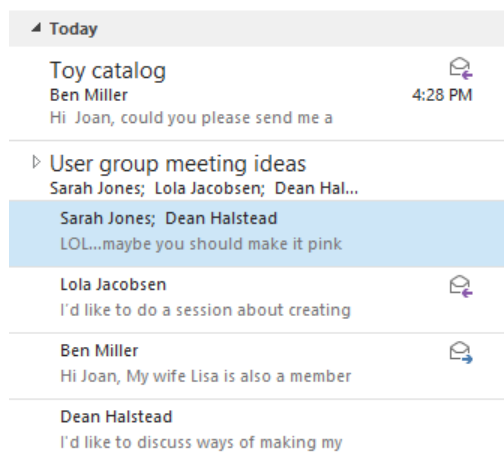 Today
Toy catalog
Ben Miller 4:28 PM
Hi Joan, could you please send me a
User group meeting ideas
Sarah Jones; Lola Jacobsen; Dean Hal...
Sarah Jones; Dean Halstead
LOL...maybe you should make it pink
Lola Jacobsen
I'd like to do a session about creating
Ben Miller
Hi Joan, My wife Lisa is also a member
Dean Halstead
I'd like to discuss ways of making my